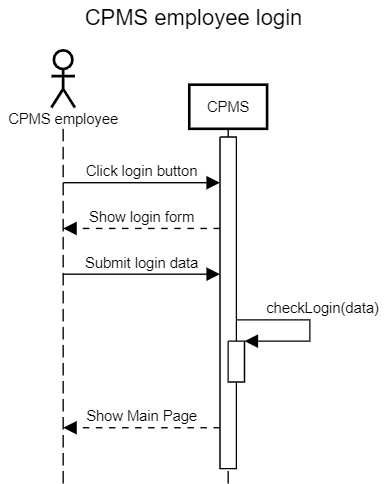 CPMS employee login
CPMS employee
CPMS
Click login button
Show login form
Submit login data
checkLogin(data)
Show Main Page